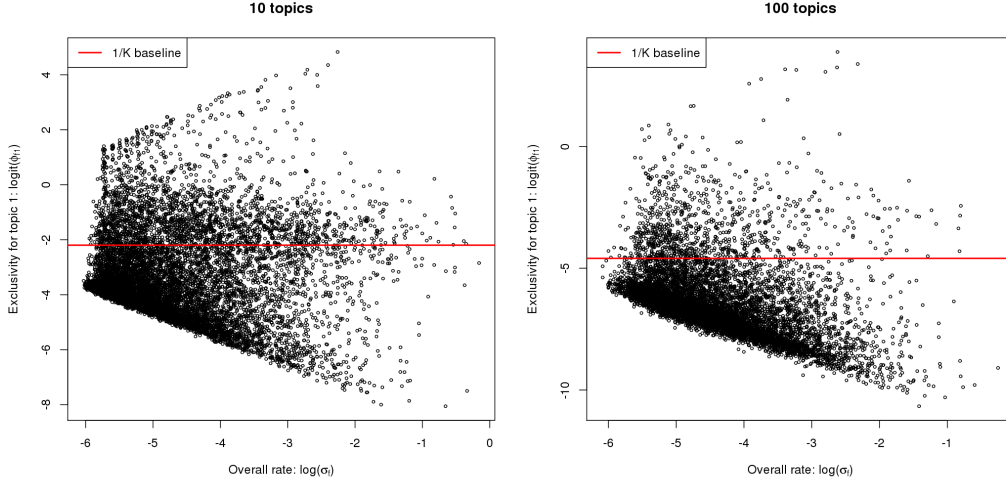 10 topics
1/K baseline
Exclusivity for topic 1: logit(ϕf1)
4
2
0
-2
-4
-6
-8
-6 -5 -4 -3 -2 -1 0
Overall rate: log(σf)
100 topics
1/K baseline
Exclusivity for topic 1: logit(ϕf1)
0
-5
-10
-6 -5 -4 -3 -2 -1
Overall rate: log(σf)